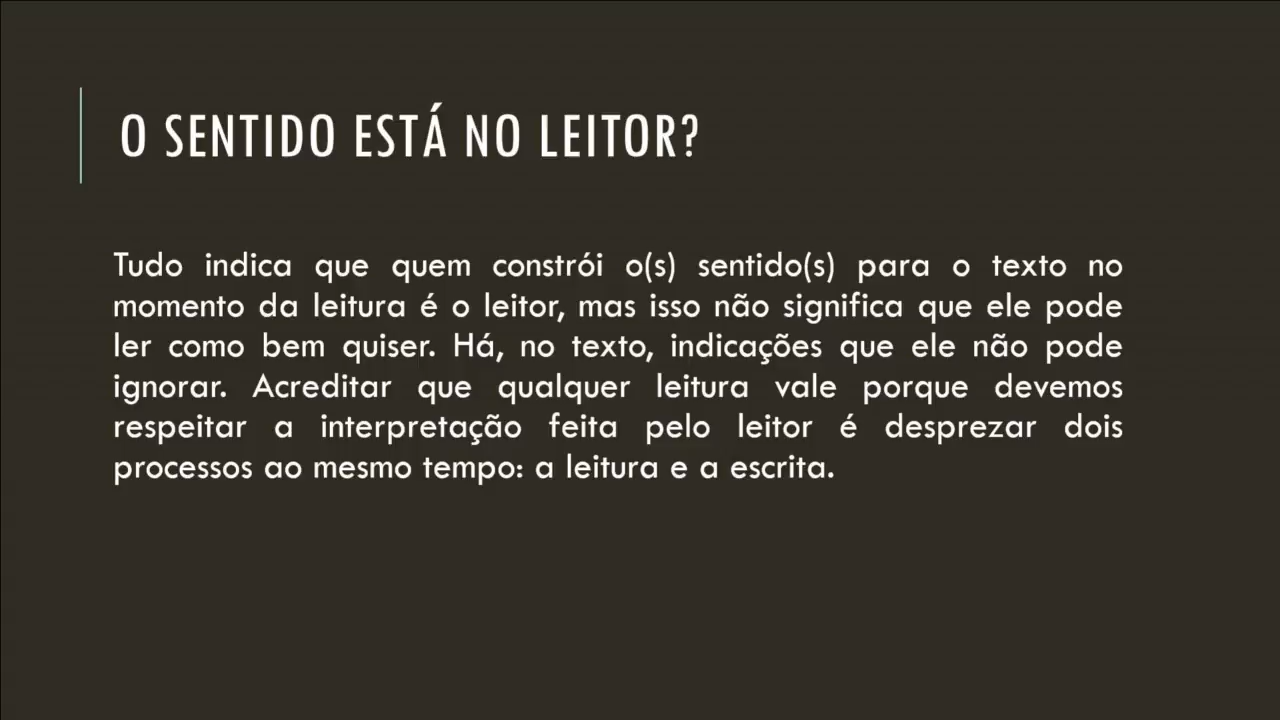 O SENTIDO ESTÁ NO LEITOR?
Tudo indica que quem constrói o(s) sentido(s) para o texto no
momento da leitura é o leitor, mas isso não significa que ele pode
ler como bem quiser. Há, no texto, indicações que ele não pode
ignorar. Acreditar que qualquer leitura vale porque devemos
respeitar a interpretação feita pelo leitor é desprezar dois
processos ao mesmo tempo: a leitura e a escrita.